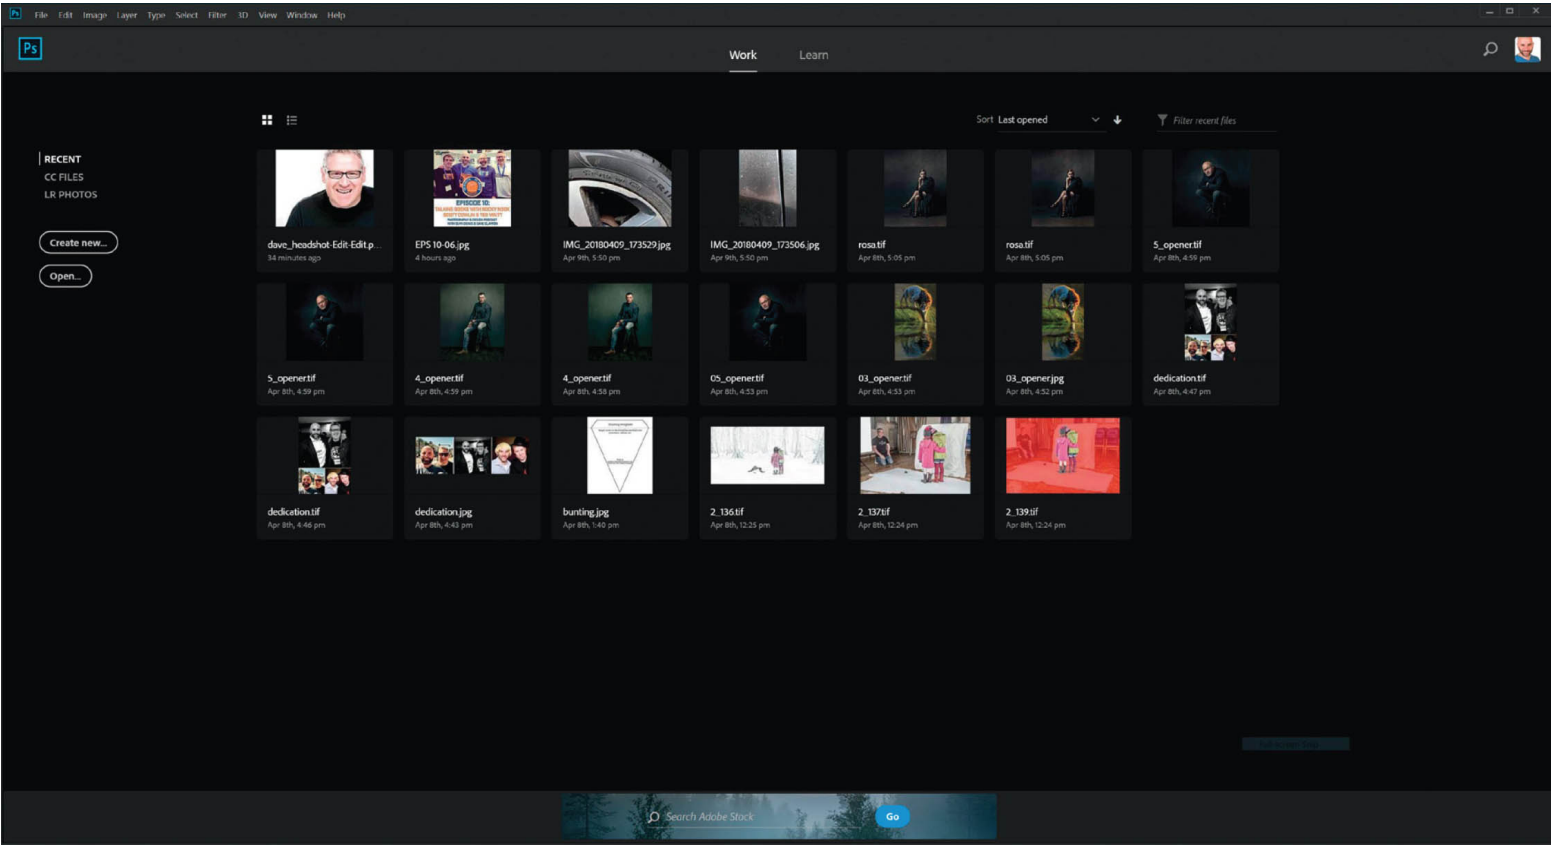 Ps File Edit Image Layer Type Select Filter 3D View Window Help
Ps Work Learn
Sort Last opened Filter recent files
RECENT
CC FILES
LR PHOTOS
Create new...
Open...
EPISODE 10:
dave_headshot-Edit-Edit.p... EPS 10-06.jpg IMG_20180409_173529.jpg IMG_20180409_173506.jpg rosa.tif rosa.tif 5_opener.tif
34 minutes ago 4 hours ago Apr 9th, 5:50 pm Apr 9th, 5:50 pm Apr 8th, 5:05 pm Apr 8th, 5:05 pm Apr 8th, 4:59 pm
5_opener.tif 4_opener.tif 4_opener.tif 05_opener.tif 03_opener.tif 03_opener.jpg dedication.tif
Apr 8th, 4:59 pm Apr 8th, 4:59 pm Apr 8th, 4:58 pm Apr 8th, 4:53 pm Apr 8th, 4:53 pm Apr 8th, 4:52 pm Apr 8th, 4:47 pm
dedication.tif dedication.jpg bunting.jpg 2_136.tif 2_137.tif 2_139.tif
Apr 8th, 4:46 pm Apr 8th, 4:43 pm Apr 8th, 1:40 pm Apr 8th, 12:25 pm Apr 8th, 12:24 pm Apr 8th, 12:24 pm
Search Adobe Stock Go